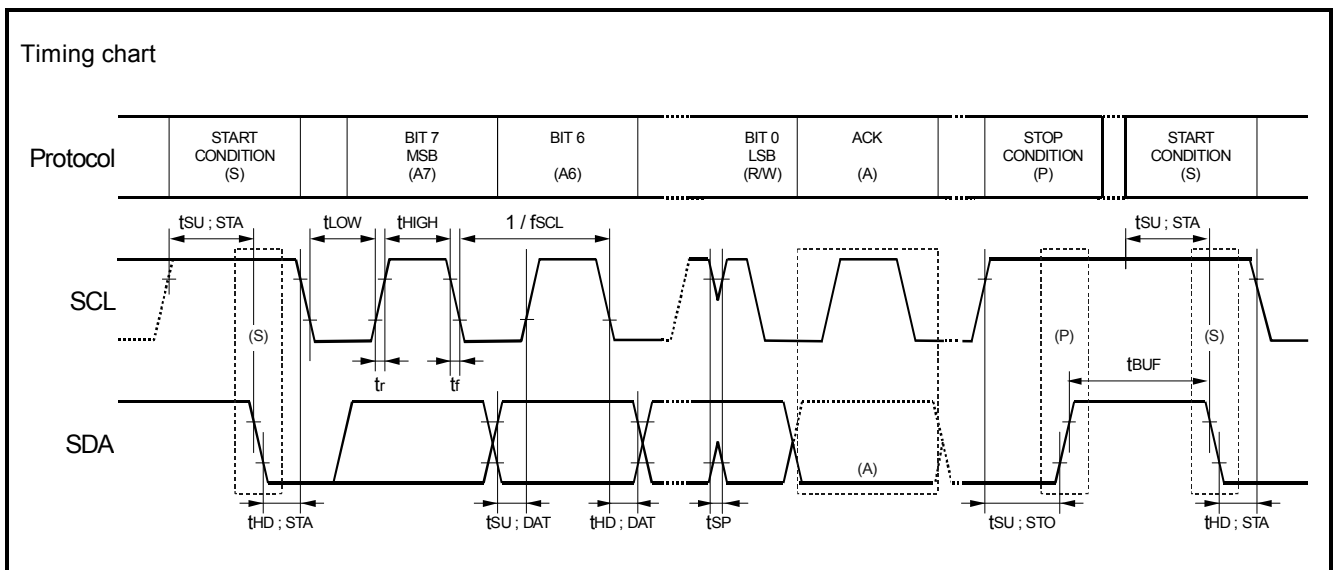 Timing chart
Protocol
START
CONDITION
(S)
BIT 7
MSB
(A7)
BIT 6
(A6)
BIT 0
LSB
(R/W)
ACK
(A)
STOP
CONDITION
(P)
START
CONDITION
(S)
tSU ; STA
tLOW
tHIGH
1 / fSCL
tSU ; STA
SCL
(S)
(P)
(S)
tr
tf
tBUF
SDA
(A)
tHD ; STA
tSU ; DAT
tHD ; DAT
tSP
tSU ; STO
tHD ; STA